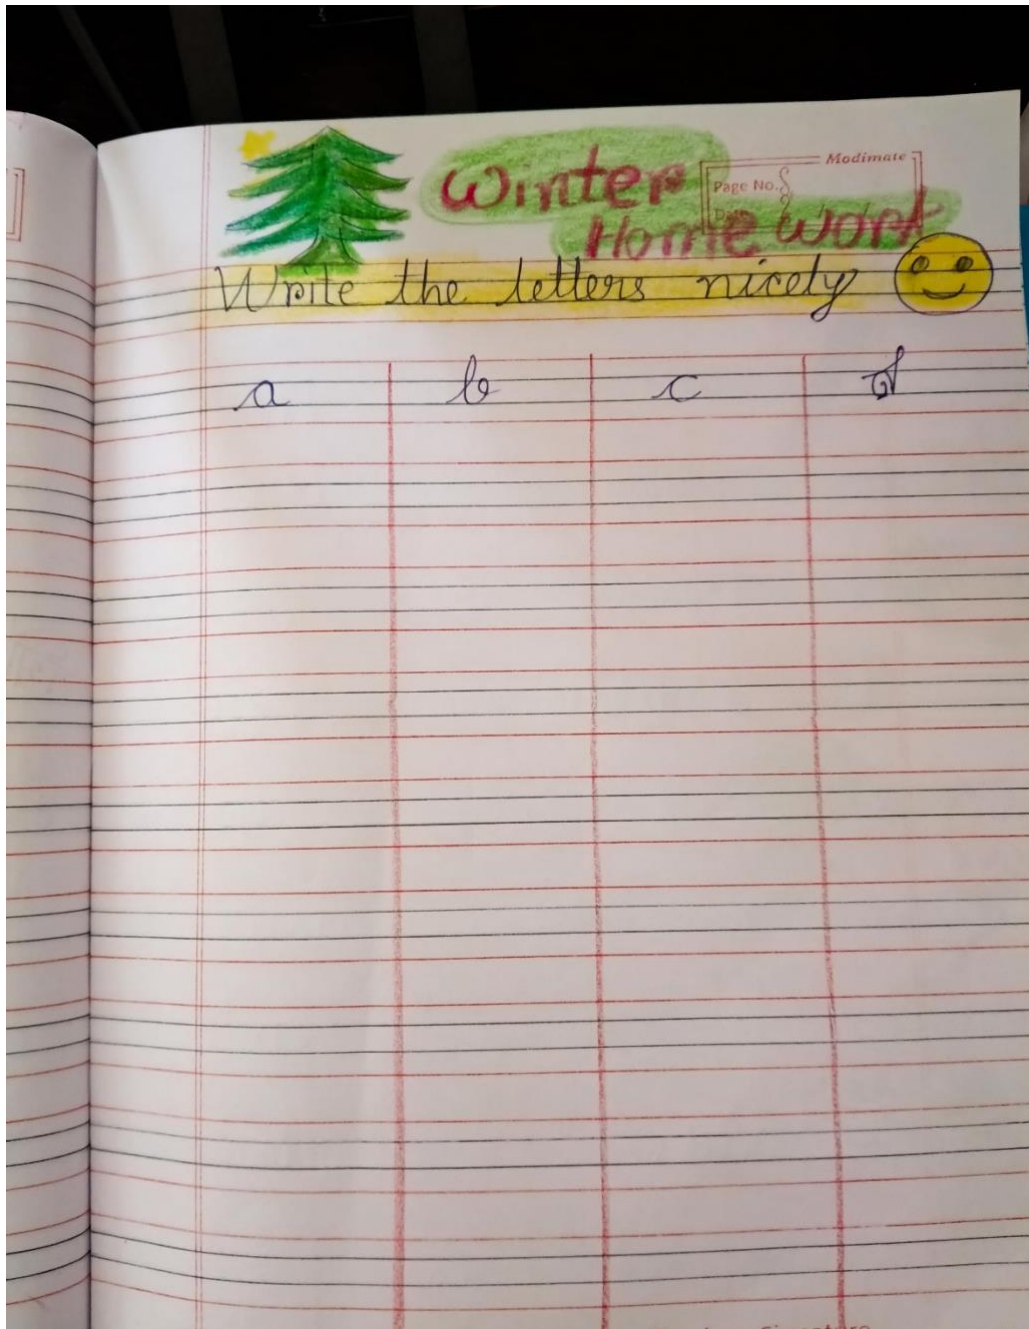 Winter
Modimate
Page No.
Home Work
Write the letters nicely
a b c d